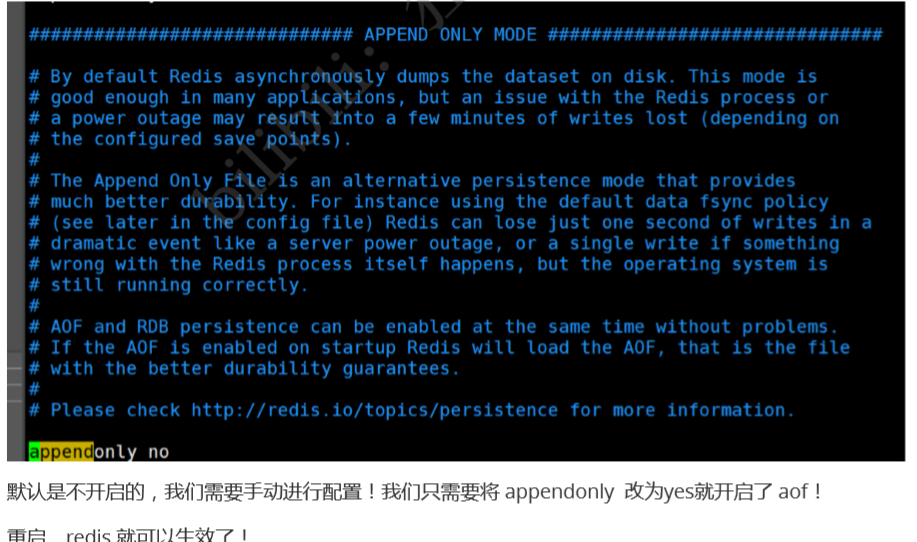 ############################## APPEND ONLY MODE ###############################
# By default Redis asynchronously dumps the dataset on disk. This mode is
# good enough in many applications, but an issue with the Redis process or
# a power outage may result into a few minutes of writes lost (depending on
# the configured save points).
#
# The Append Only File is an alternative persistence mode that provides
# much better durability. For instance using the default data fsync policy
# (see later in the config file) Redis can lose just one second of writes in a
# dramatic event like a server power outage, or a single write if something
# wrong with the Redis process itself happens, but the operating system is
# still running correctly.
#
# AOF and RDB persistence can be enabled at the same time without problems.
# If the AOF is enabled on startup Redis will load the AOF, that is the file
# with the better durability guarantees.
#
# Please check http://redis.io/topics/persistence for more information.
appendonly no
bilibili:
默认是不开启的，我们需要手动进行配置！我们只需要将 appendonly 改为yes就开启了 aof！
重启，redis 就可以生效了！